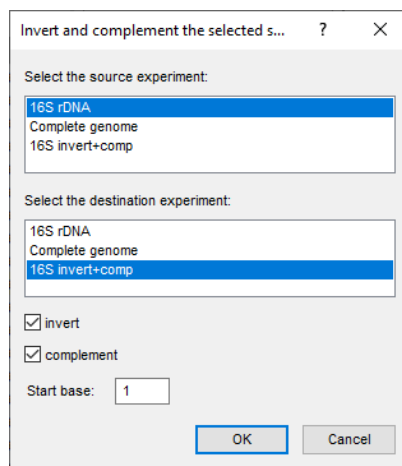 Invert and complement the selected s... ?
Select the source experiment:
16S rDNA
Complete genome
16S invert+comp
Select the destination experiment:
16S rDNA
Complete genome
16S invert+comp
invert
complement
Start base: 1
OK Cancel